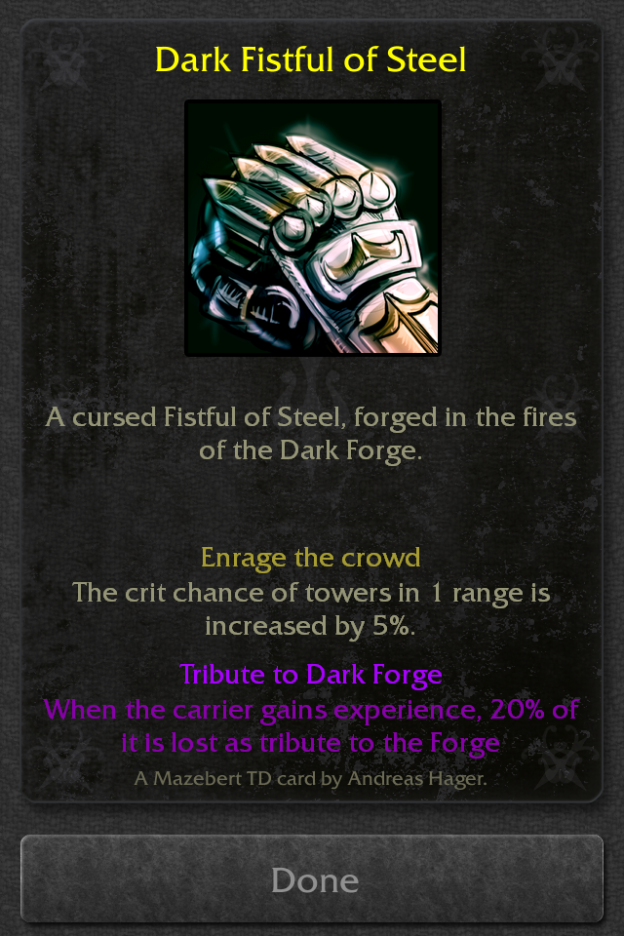 Dark Fistful of Steel
A cursed Fistful of Steel, forged in the fires
of the Dark Forge.
Enrage the crowd
The crit chance of towers in 1 range is
increased by 5%.
Tribute to Dark Forge
When the carrier gains experience, 20% of
it is lost as tribute to the Forge
A Mazebert TD card by Andreas Hager.
Done